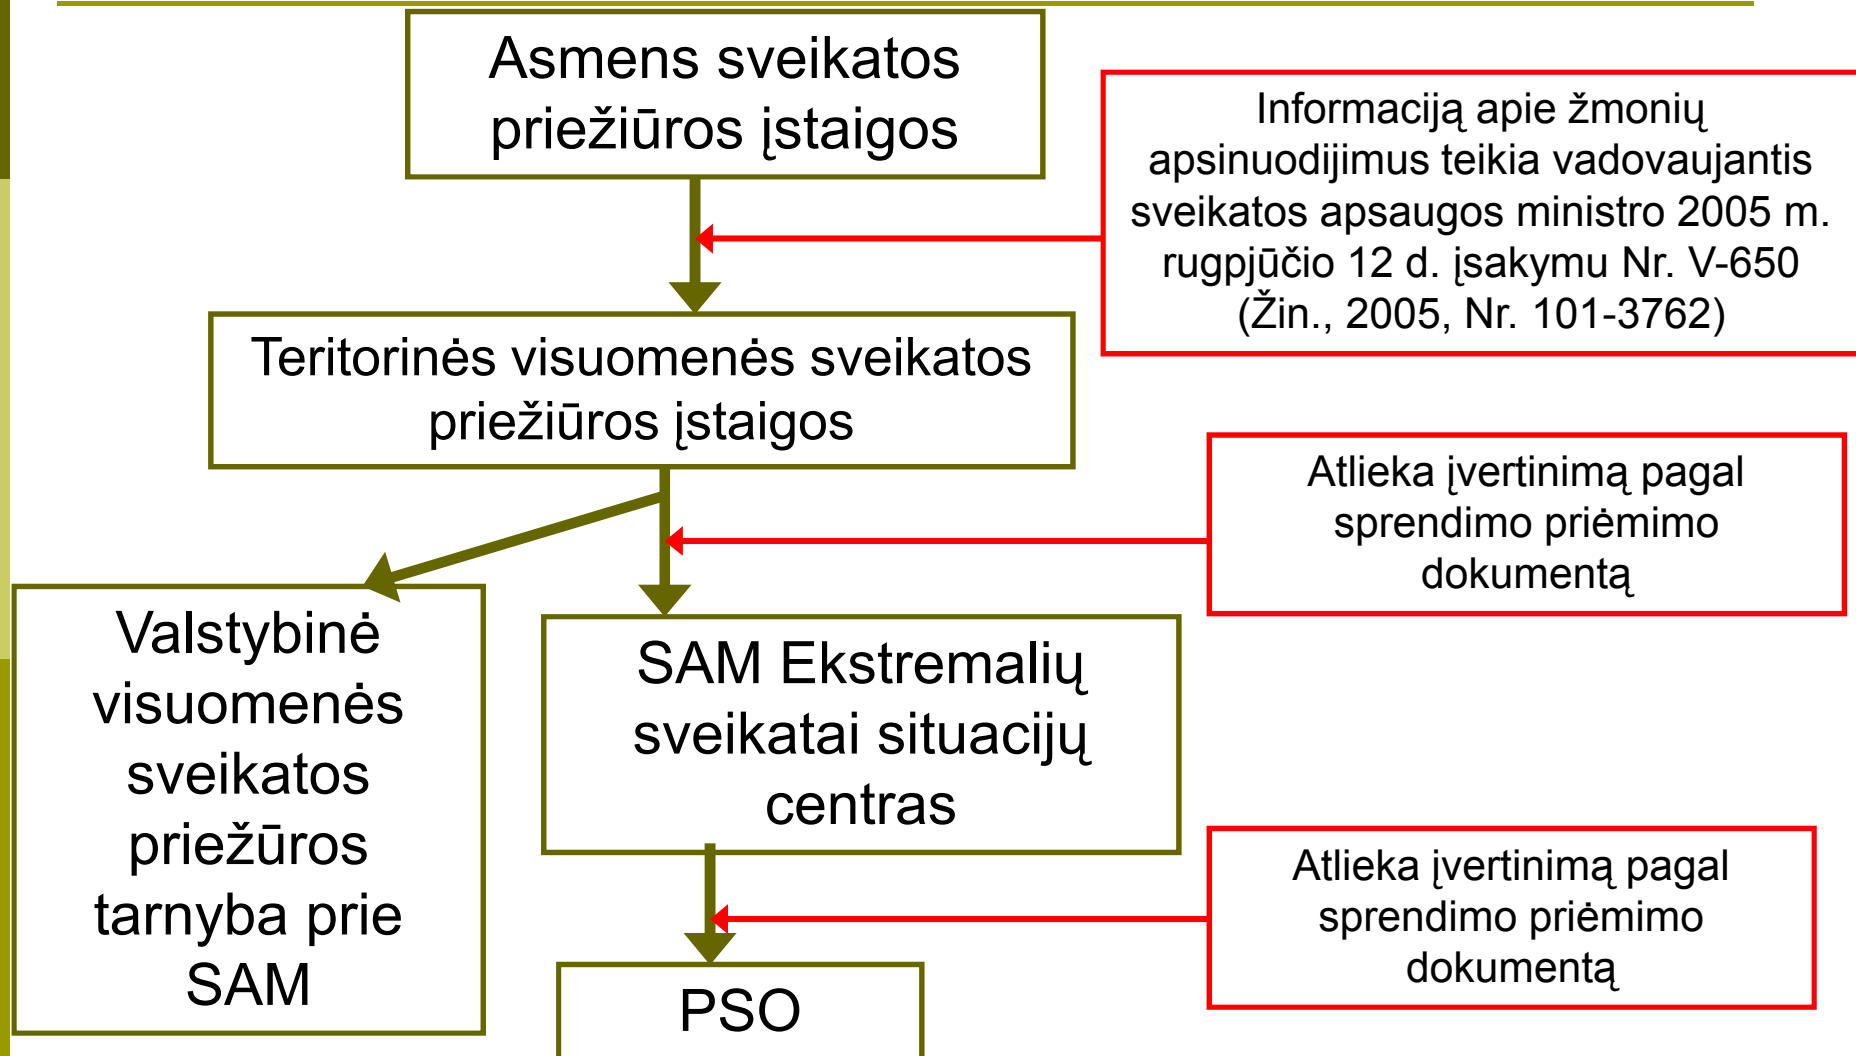 Asmens sveikatos
priežiūros įstaigos
Informaciją apie žmonių
apsinuodijimus teikia vadovaujantis
sveikatos apsaugos ministro 2005 m.
rugpjūčio 12 d. įsakymu Nr. V-650
(Žin., 2005, Nr. 101-3762)
Teritorinės visuomenės sveikatos
priežiūros įstaigos
Atlieka įvertinimą pagal
sprendimo priėmimo
dokumentą
Valstybinė
visuomenės
sveikatos
priežūros
tarnyba prie
SAM
SAM Ekstremalių
sveikatai situacijų
centras
Atlieka įvertinimą pagal
sprendimo priėmimo
dokumentą
PSO